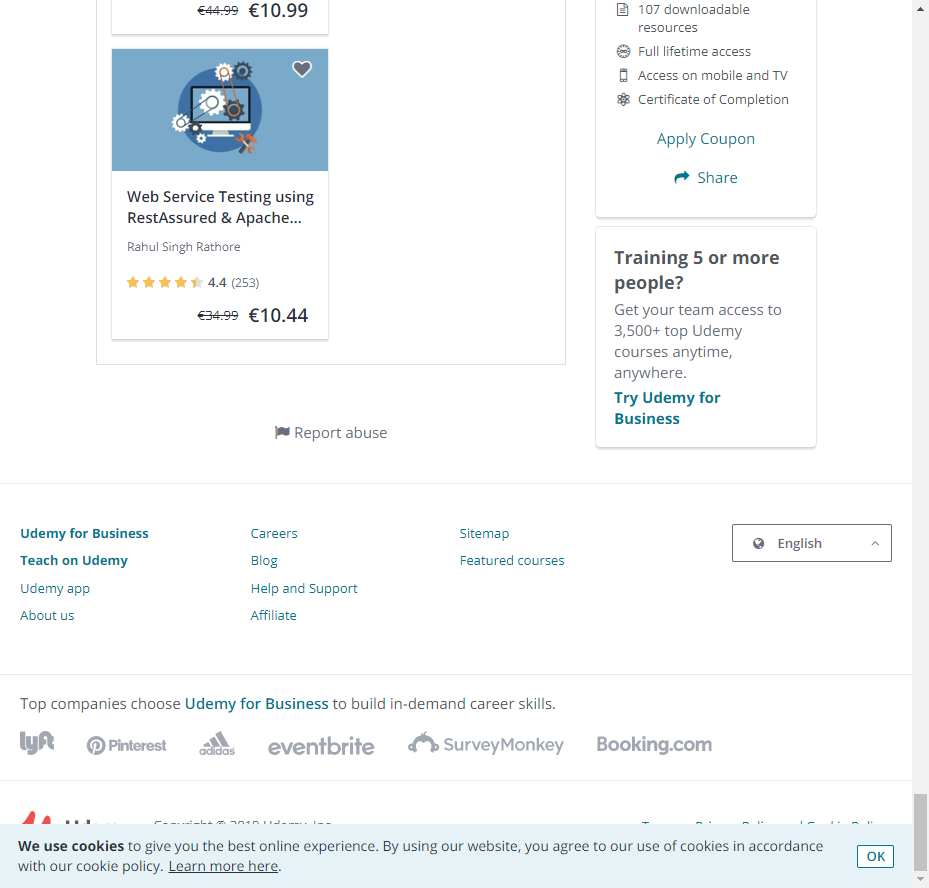 €44.99 €10.99
Web Service Testing using
RestAssured & Apache...
Rahul Singh Rathore
4.4 (253)
€34.99 €10.44
Report abuse
107 downloadable
resources
Full lifetime access
Access on mobile and TV
Certificate of Completion
Apply Coupon
Share
Training 5 or more
people?
Get your team access to
3,500+ top Udemy
courses anytime,
anywhere.
Try Udemy for
Business
Udemy for Business
Teach on Udemy
Udemy app
About us
Careers
Blog
Help and Support
Affiliate
Sitemap
Featured courses
English
Top companies choose Udemy for Business to build in-demand career skills.
lyft Pinterest adidas eventbrite SurveyMonkey Booking.com
We use cookies to give you the best online experience. By using our website, you agree to our use of cookies in accordance
with our cookie policy. Learn more here.
OK